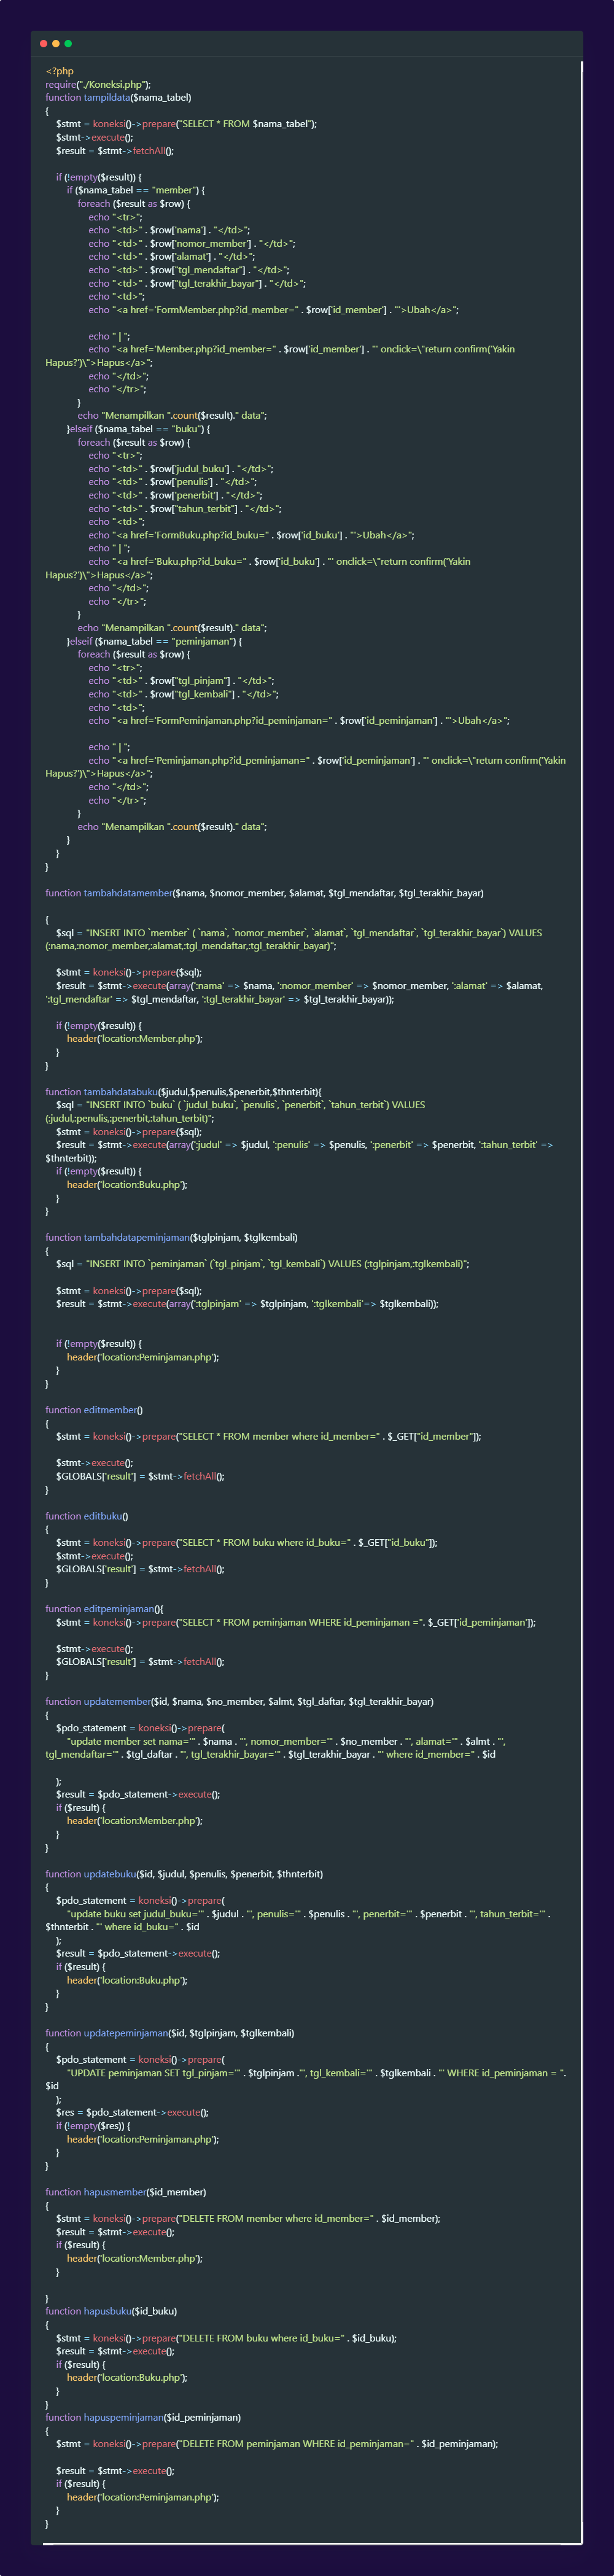 <?php
require("./Koneksi.php");
function tampildata($nama_tabel)
{
    $stmt = koneksi()->prepare("SELECT * FROM $nama_tabel");
    $stmt->execute();
    $result = $stmt->fetchAll();

    if (!empty($result)) {
        if ($nama_tabel == "member") {
            foreach ($result as $row) {
                echo "<tr>";
                echo "<td>" . $row['nama'] . "</td>";
                echo "<td>" . $row['nomor_member'] . "</td>";
                echo "<td>" . $row['alamat'] . "</td>";
                echo "<td>" . $row["tgl_mendaftar"] . "</td>";
                echo "<td>" . $row["tgl_terakhir_bayar"] . "</td>";
                echo "<td>";
                echo "<a href='FormMember.php?id_member=" . $row['id_member'] . "'>Ubah</a>";

                echo " | ";
                echo "<a href='Member.php?id_member=" . $row['id_member'] . "' onclick=\"return confirm('Yakin
Hapus?')\">Hapus</a>";
                echo "</td>";
                echo "</tr>";
            }
            echo "Menampilkan ".count($result)." data";
        }elseif ($nama_tabel == "buku") {
            foreach ($result as $row) {
                echo "<tr>";
                echo "<td>" . $row['judul_buku'] . "</td>";
                echo "<td>" . $row['penulis'] . "</td>";
                echo "<td>" . $row['penerbit'] . "</td>";
                echo "<td>" . $row["tahun_terbit"] . "</td>";
                echo "<td>";
                echo "<a href='FormBuku.php?id_buku=" . $row['id_buku'] . "'>Ubah</a>";
                echo " | ";
                echo "<a href='Buku.php?id_buku=" . $row['id_buku'] . "' onclick=\"return confirm('Yakin
Hapus?')\">Hapus</a>";
                echo "</td>";
                echo "</tr>";
            }
            echo "Menampilkan ".count($result)." data";
        }elseif ($nama_tabel == "peminjaman") {
            foreach ($result as $row) {
                echo "<tr>";
                echo "<td>" . $row["tgl_pinjam"] . "</td>";
                echo "<td>" . $row["tgl_kembali"] . "</td>";
                echo "<td>";
                echo "<a href='FormPeminjaman.php?id_peminjaman=" . $row['id_peminjaman'] . "'>Ubah</a>";

                echo " | ";
                echo "<a href='Peminjaman.php?id_peminjaman=" . $row['id_peminjaman'] . "' onclick=\"return confirm('Yakin
Hapus?')\">Hapus</a>";
                echo "</td>";
                echo "</tr>";
            }
            echo "Menampilkan ".count($result)." data";
        }
    }
}

function tambahdatamember($nama, $nomor_member, $alamat, $tgl_mendaftar, $tgl_terakhir_bayar)

{
    $sql = "INSERT INTO `member` ( `nama`, `nomor_member`, `alamat`, `tgl_mendaftar`, `tgl_terakhir_bayar`) VALUES
(:nama,:nomor_member,:alamat,:tgl_mendaftar,:tgl_terakhir_bayar)";

    $stmt = koneksi()->prepare($sql);
    $result = $stmt->execute(array(':nama' => $nama, ':nomor_member' => $nomor_member, ':alamat' => $alamat,
':tgl_mendaftar' => $tgl_mendaftar, ':tgl_terakhir_bayar' => $tgl_terakhir_bayar));

    if (!empty($result)) {
        header('location:Member.php');
    }
}

function tambahdatabuku($judul,$penulis,$penerbit,$thnterbit){
    $sql = "INSERT INTO `buku` ( `judul_buku`, `penulis`, `penerbit`, `tahun_terbit`) VALUES
(:judul,:penulis,:penerbit,:tahun_terbit)";
    $stmt = koneksi()->prepare($sql);
    $result = $stmt->execute(array(':judul' => $judul, ':penulis' => $penulis, ':penerbit' => $penerbit, ':tahun_terbit' =>
$thnterbit));
    if (!empty($result)) {
        header('location:Buku.php');
    }
}

function tambahdatapeminjaman($tglpinjam, $tglkembali)
{
    $sql = "INSERT INTO `peminjaman` (`tgl_pinjam`, `tgl_kembali`) VALUES (:tglpinjam,:tglkembali)";

    $stmt = koneksi()->prepare($sql);
    $result = $stmt->execute(array(':tglpinjam' => $tglpinjam, ':tglkembali'=> $tglkembali));


    if (!empty($result)) {
        header('location:Peminjaman.php');
    }
}

function editmember()
{
    $stmt = koneksi()->prepare("SELECT * FROM member where id_member=" . $_GET["id_member"]);

    $stmt->execute();
    $GLOBALS['result'] = $stmt->fetchAll();
}

function editbuku()
{
    $stmt = koneksi()->prepare("SELECT * FROM buku where id_buku=" . $_GET["id_buku"]);
    $stmt->execute();
    $GLOBALS['result'] = $stmt->fetchAll();
}

function editpeminjaman(){
    $stmt = koneksi()->prepare("SELECT * FROM peminjaman WHERE id_peminjaman =". $_GET['id_peminjaman']);

    $stmt->execute();
    $GLOBALS['result'] = $stmt->fetchAll();
}

function updatemember($id, $nama, $no_member, $almt, $tgl_daftar, $tgl_terakhir_bayar)
{
    $pdo_statement = koneksi()->prepare(
        "update member set nama='" . $nama . "', nomor_member='" . $no_member . "', alamat='" . $almt . "',
tgl_mendaftar='" . $tgl_daftar . "', tgl_terakhir_bayar='" . $tgl_terakhir_bayar . "' where id_member=" . $id

    );
    $result = $pdo_statement->execute();
    if ($result) {
        header('location:Member.php');
    }
}

function updatebuku($id, $judul, $penulis, $penerbit, $thnterbit)
{
    $pdo_statement = koneksi()->prepare(
        "update buku set judul_buku='" . $judul . "', penulis='" . $penulis . "', penerbit='" . $penerbit . "', tahun_terbit='" .
$thnterbit . "' where id_buku=" . $id
    );
    $result = $pdo_statement->execute();
    if ($result) {
        header('location:Buku.php');
    }
}

function updatepeminjaman($id, $tglpinjam, $tglkembali)
{
    $pdo_statement = koneksi()->prepare(
        "UPDATE peminjaman SET tgl_pinjam='" . $tglpinjam ."', tgl_kembali='" . $tglkembali . "' WHERE id_peminjaman = ".
$id
    );
    $res = $pdo_statement->execute();
    if (!empty($res)) {
        header('location:Peminjaman.php');
    }
}

function hapusmember($id_member)
{
    $stmt = koneksi()->prepare("DELETE FROM member where id_member=" . $id_member);
    $result = $stmt->execute();
    if ($result) {
        header('location:Member.php');
    }

}
function hapusbuku($id_buku)
{
    $stmt = koneksi()->prepare("DELETE FROM buku where id_buku=" . $id_buku);
    $result = $stmt->execute();
    if ($result) {
        header('location:Buku.php');
    }
}
function hapuspeminjaman($id_peminjaman)
{
    $stmt = koneksi()->prepare("DELETE FROM peminjaman WHERE id_peminjaman=" . $id_peminjaman);

    $result = $stmt->execute();
    if ($result) {
        header('location:Peminjaman.php');
    }
}